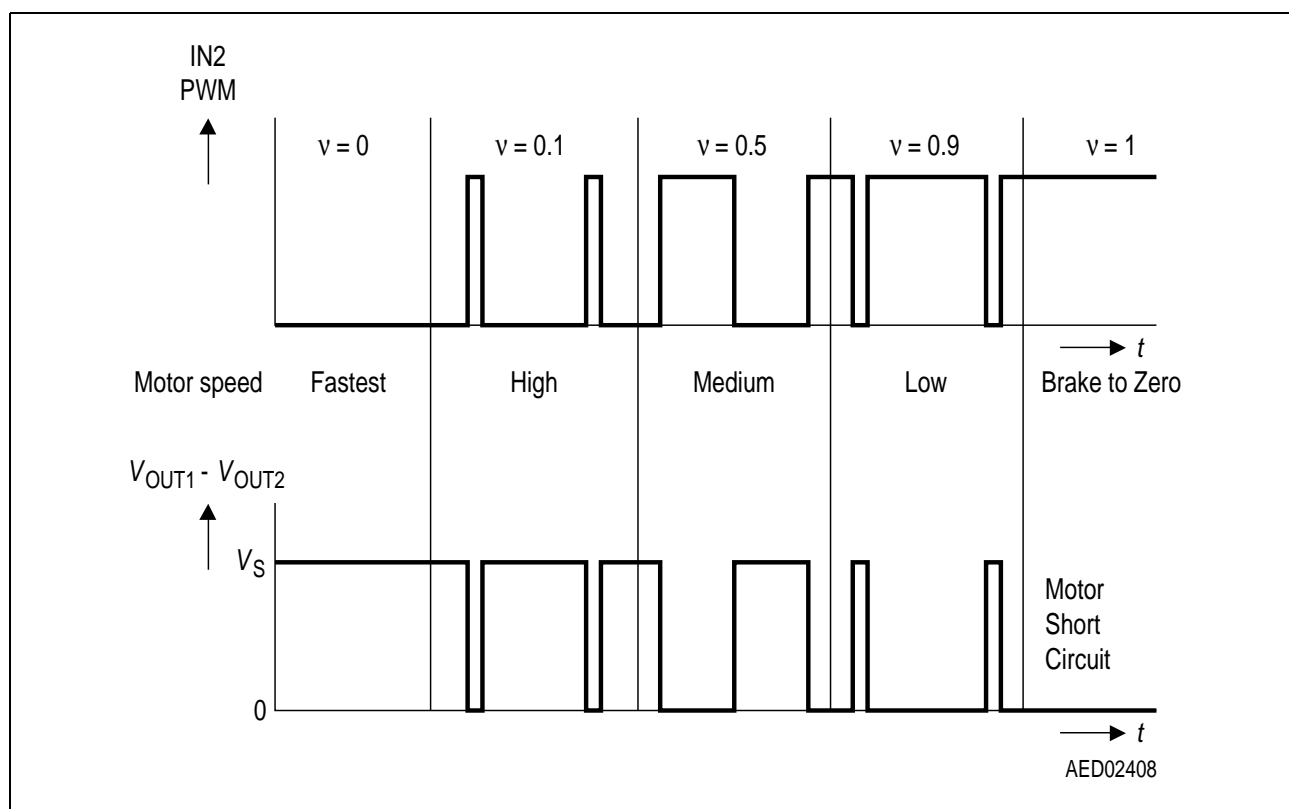 IN2
PWM
ν = 0
ν = 0.1
ν = 0.5
ν = 0.9
ν = 1
t
Motor speed
Fastest
High
Medium
Low
Brake to Zero
VOUT1 - VOUT2
VS
Motor
Short
Circuit
0
t
AED02408